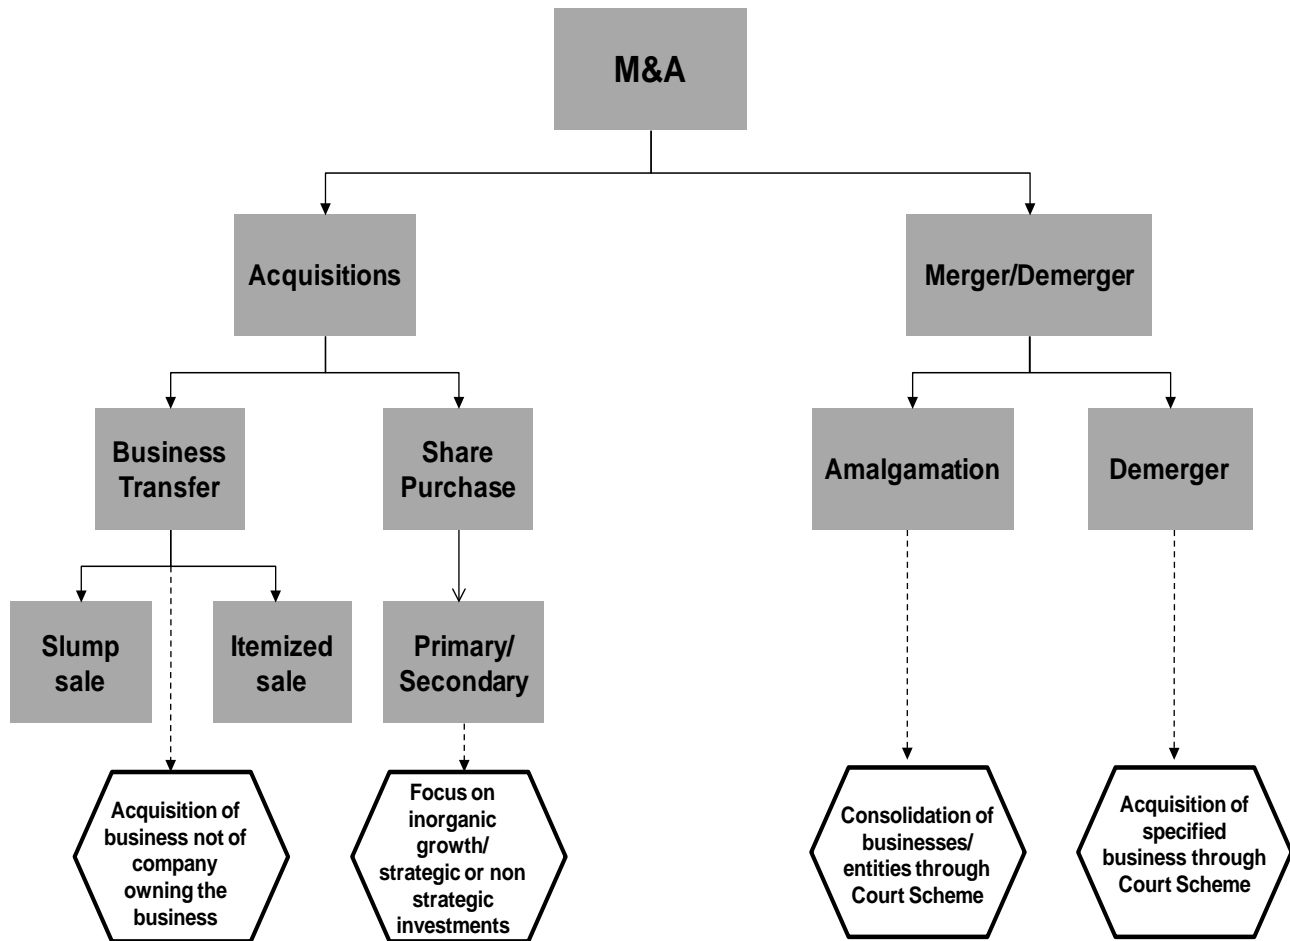 M&A
Acquisitions
Merger/Demerger
Business
Transfer
Share
Purchase
Amalgamation
Demerger
Slump
sale
Itemized
sale
Primary/
Secondary
Acquisition of
business not of
company
owning the
business
Focus on
inorganic
growth/
strategic or non
strategic
investments
Consolidation of
businesses/
entities through
Court Scheme
Acquisition of
specified
business through
Court Scheme